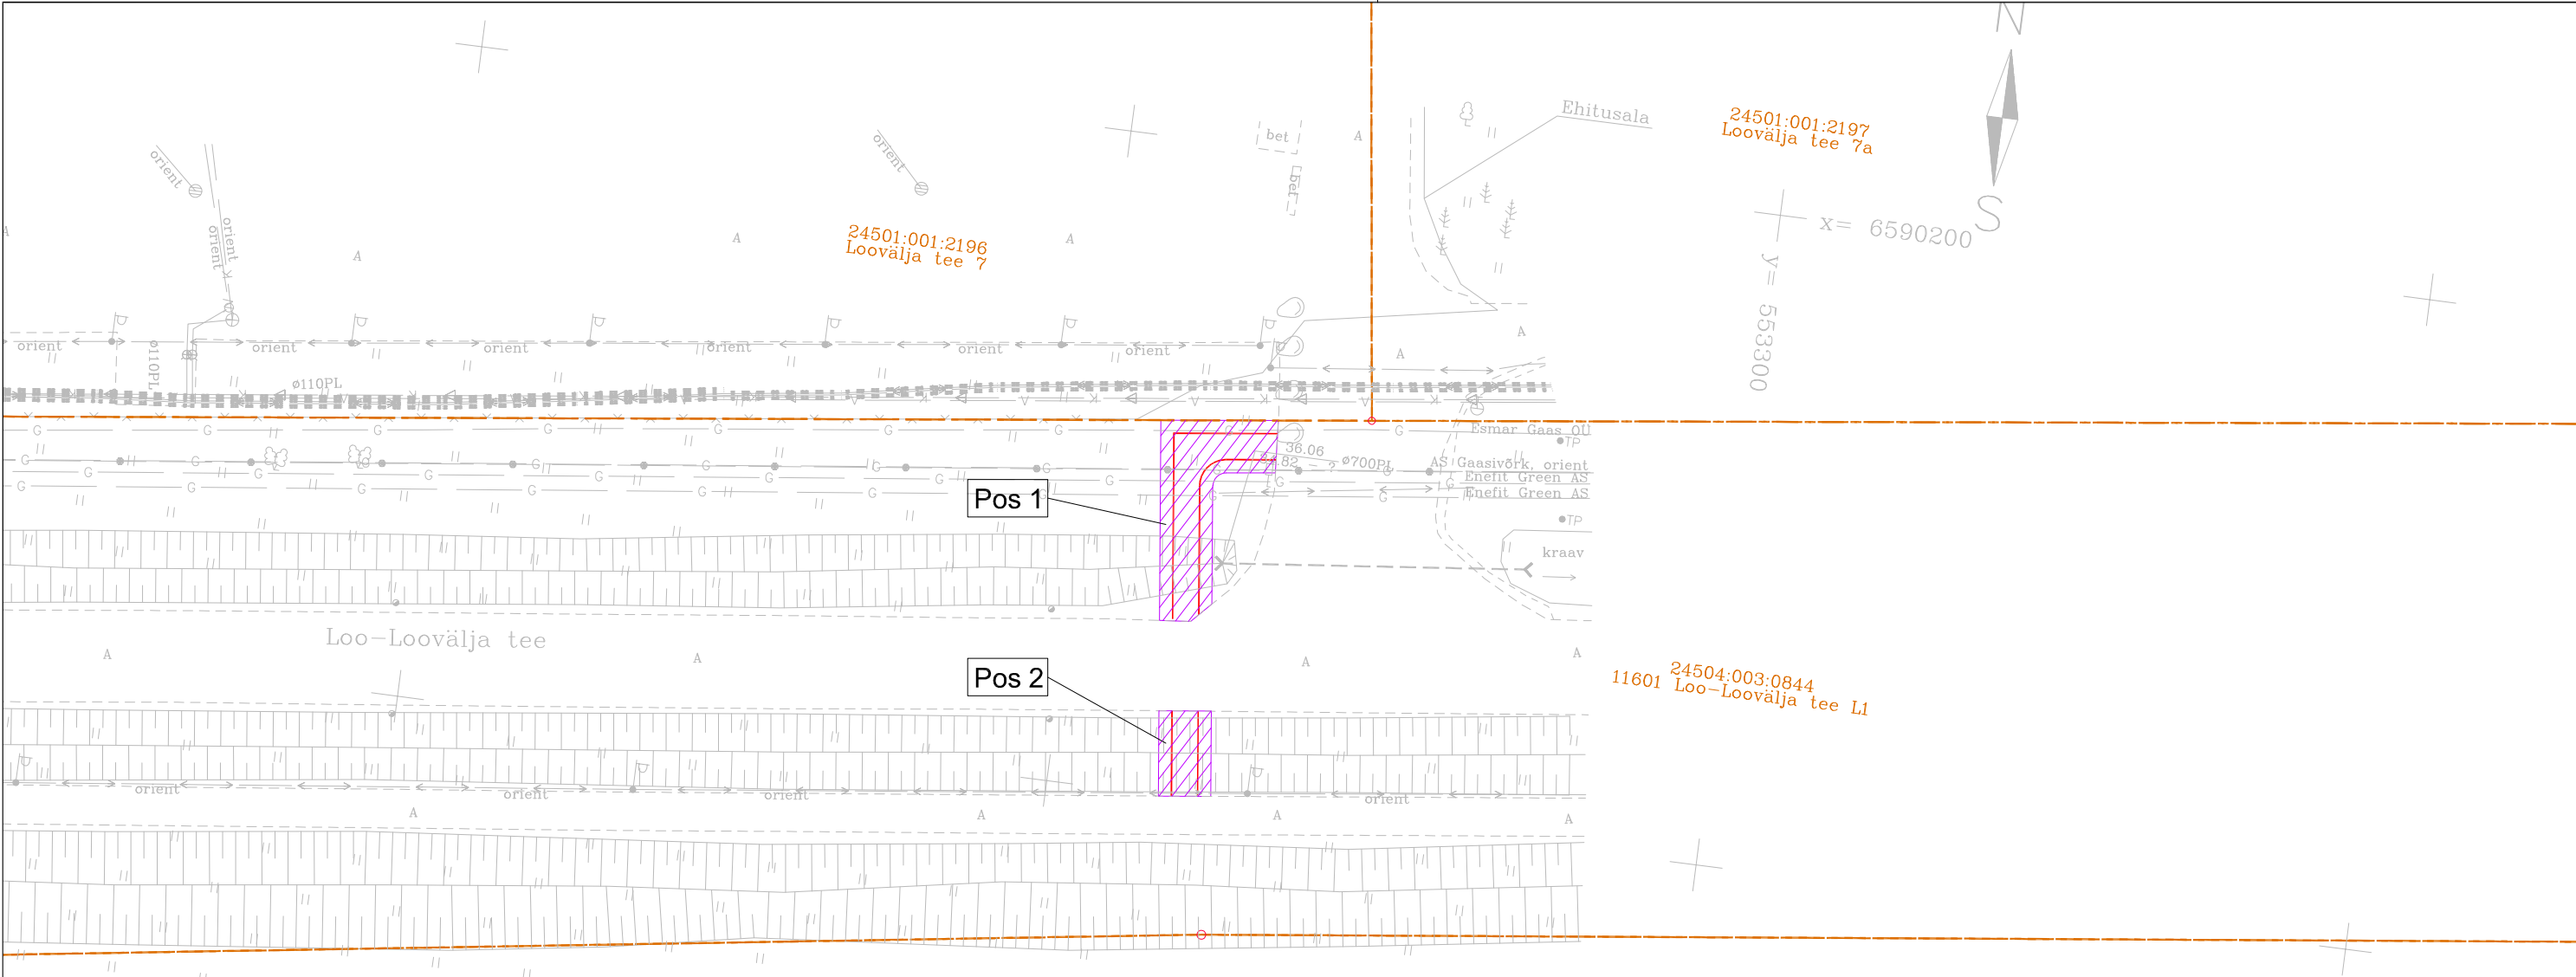 N
Ehitusala
24501:001:2197
Loovälja tee 7a
A
bet
bet
orient
orient
orient
orient
A
A
A
A
24501:001:2196
Loovälja tee 7
x= 6590200
S
y= 553300
A
A
orient
orient
orient
orient
orient
orient
ø110PL
ø110PL
Esmar Gaas OÜ
TP
36.06
ø700PL
AS Gaasivõrk, orient
Enefit Green AS
Enefit Green AS
Pos 1
TP
kraav
Loo-Loovälja tee
A
A
A
A
Pos 2
24504:003:0844
11601 Loo-Loovälja tee L1
orient
orient
orient
orient
A
A
A
A